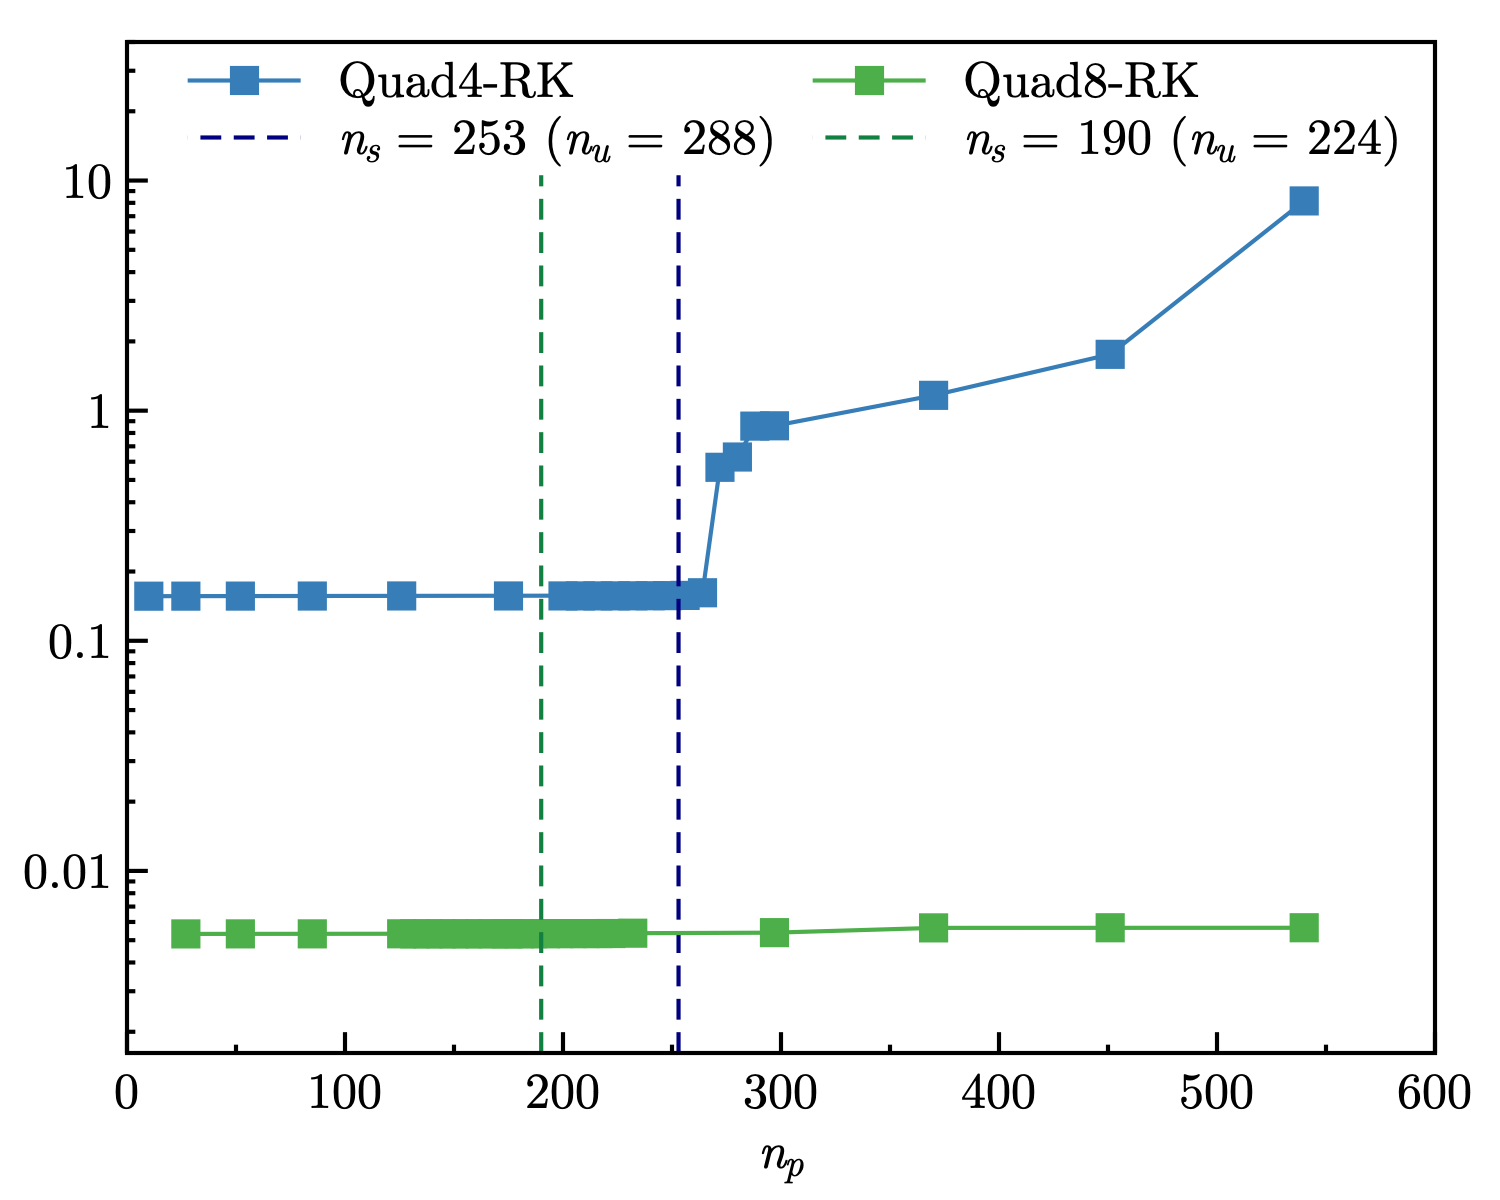 Quad4-RK
Quad8-RK
n_s = 253 (n_u = 288)
n_s = 190 (n_u = 224)
10
1
0.1
0.01
0 100 200 300 400 500 600
n_p